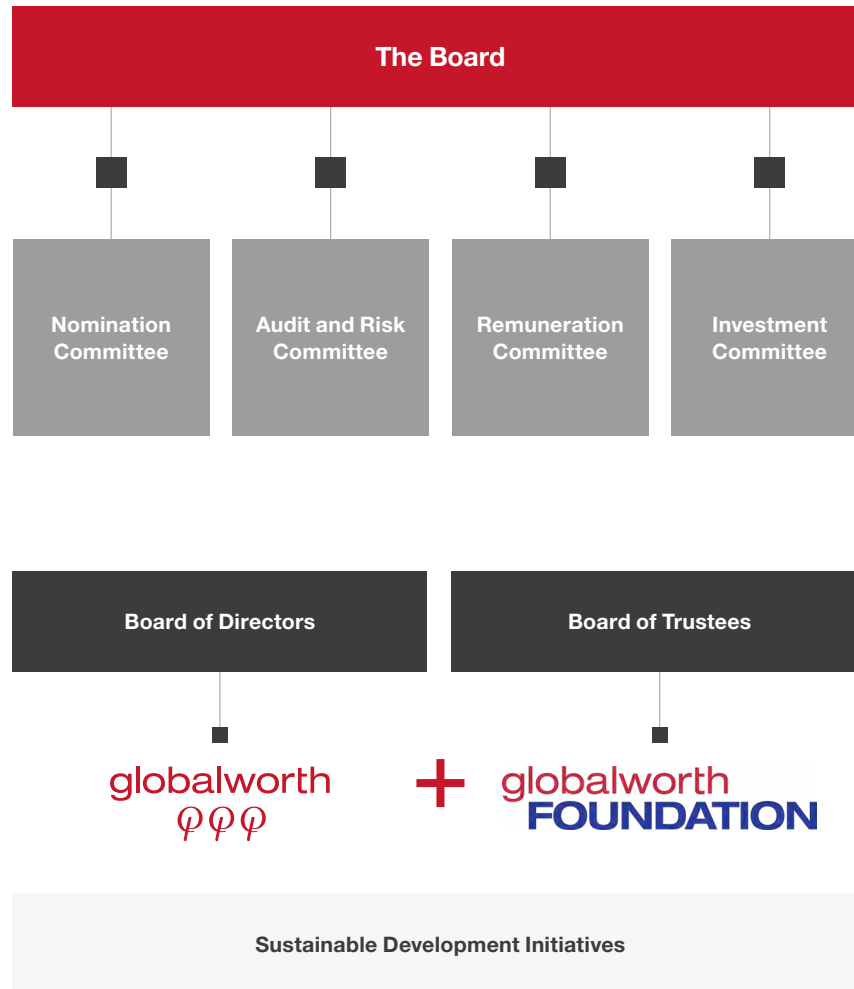 The Board
Nomination
Committee
Audit and Risk
Committee
Remuneration
Committee
Investment
Committee
Board of Directors
Board of Trustees
globalworth
φφφ
+
globalworth
FOUNDATION
Sustainable Development Initiatives